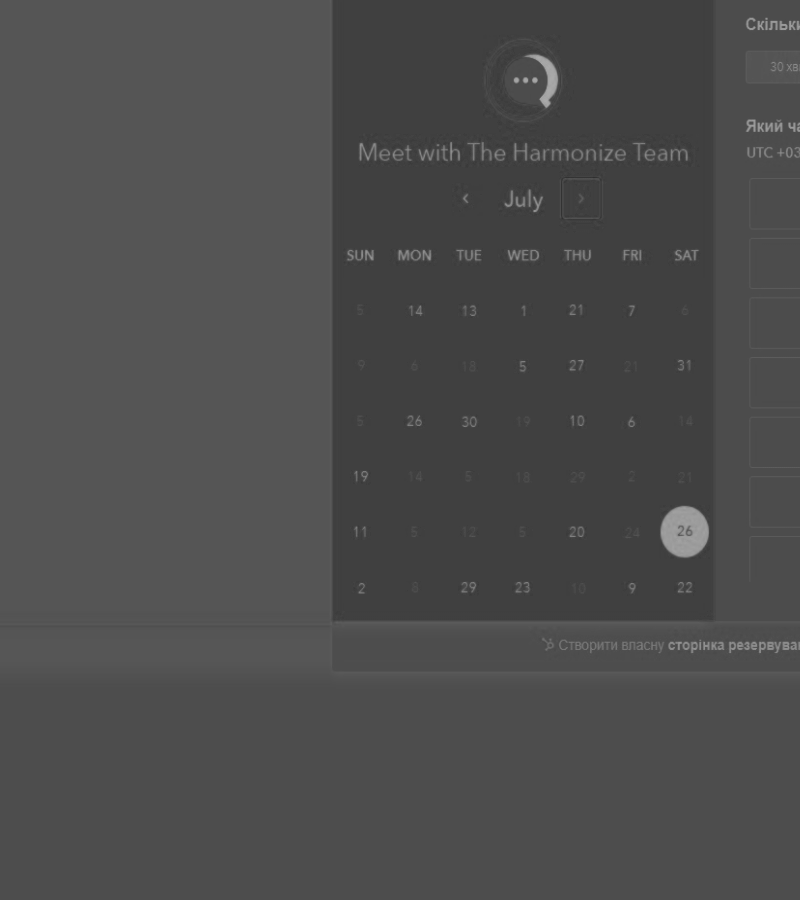 Meet with The Harmonize Team
July
SUN MON TUE WED THU FRI SAT
5 14 13 1 21 7 6
9 6 18 5 27 21 31
5 26 30 19 10 6 14
19 14 5 18 29 2 21
11 5 12 5 20 24 26
2 8 29 23 10 9 22
Створити власну сторінка резервуван
Скільки
30 хв
Який ча
UTC +03